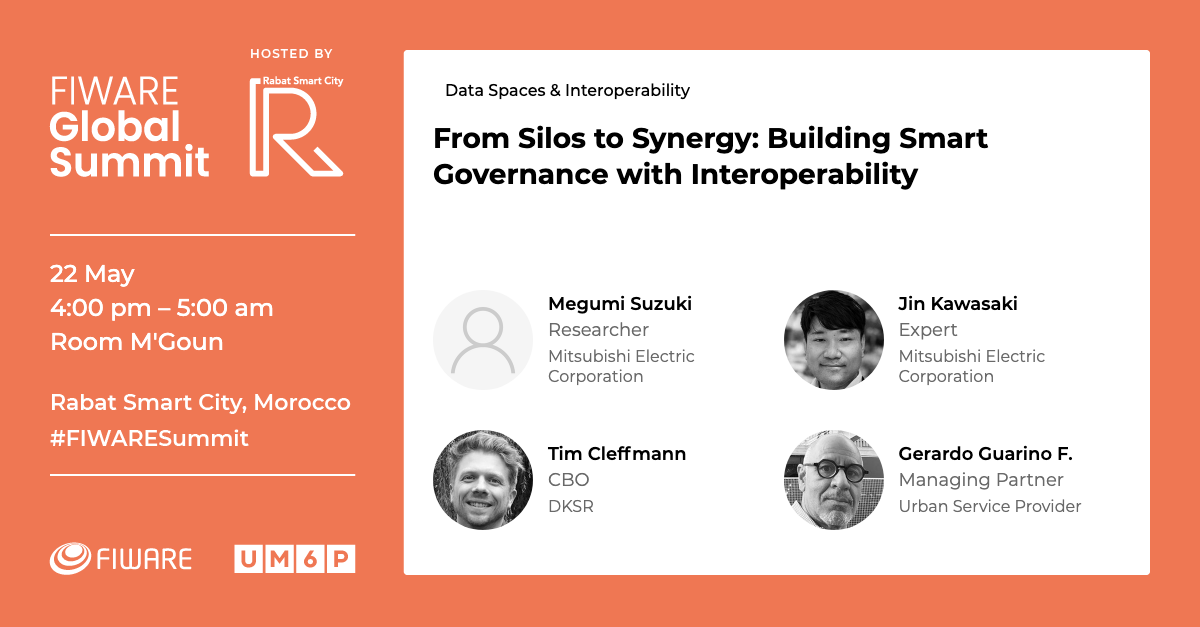 HOSTED BY
FIWARE
Global
Summit
Rabat Smart City
R
22 May
4:00 pm – 5:00 am
Room M'Goun
Rabat Smart City, Morocco
#FIWARESummit
FIWARE
UM6P
Data Spaces & Interoperability
From Silos to Synergy: Building Smart
Governance with Interoperability
Megumi Suzuki
Researcher
Mitsubishi Electric
Corporation
Jin Kawasaki
Expert
Mitsubishi Electric
Corporation
Tim Cleffmann
CBO
DKSR
Gerardo Guarino F.
Managing Partner
Urban Service Provider